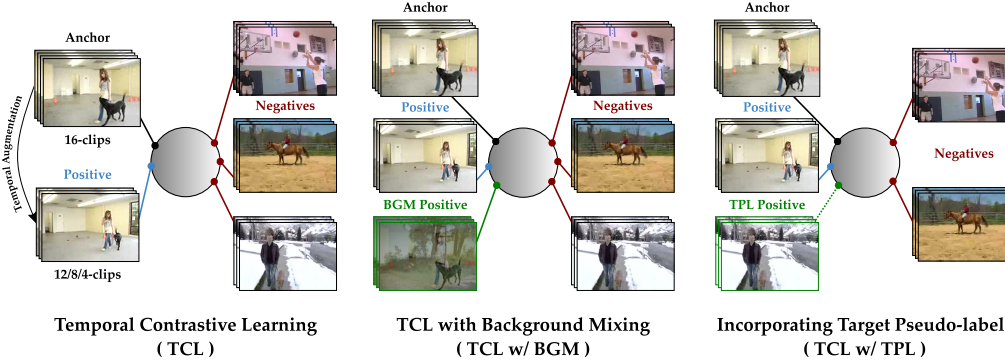 Anchor
Temporal Augmentation
16-clips
Positive
12/8/4-clips
Negatives
Temporal Contrastive Learning
( TCL )
Anchor
Positive
BGM Positive
Negatives
TCL with Background Mixing
( TCL w/ BGM )
Anchor
Positive
TPL Positive
Negatives
Incorporating Target Pseudo-label
( TCL w/ TPL )